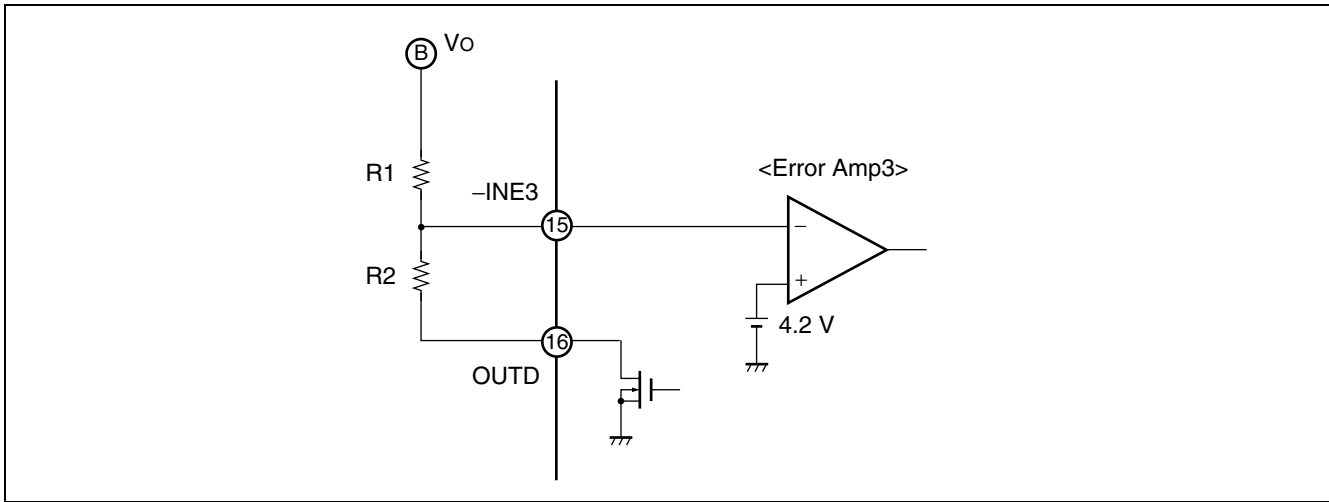 B
VO
R1
–INE3
15
<Error Amp3>
–
+
4.2 V
R2
16
OUTD